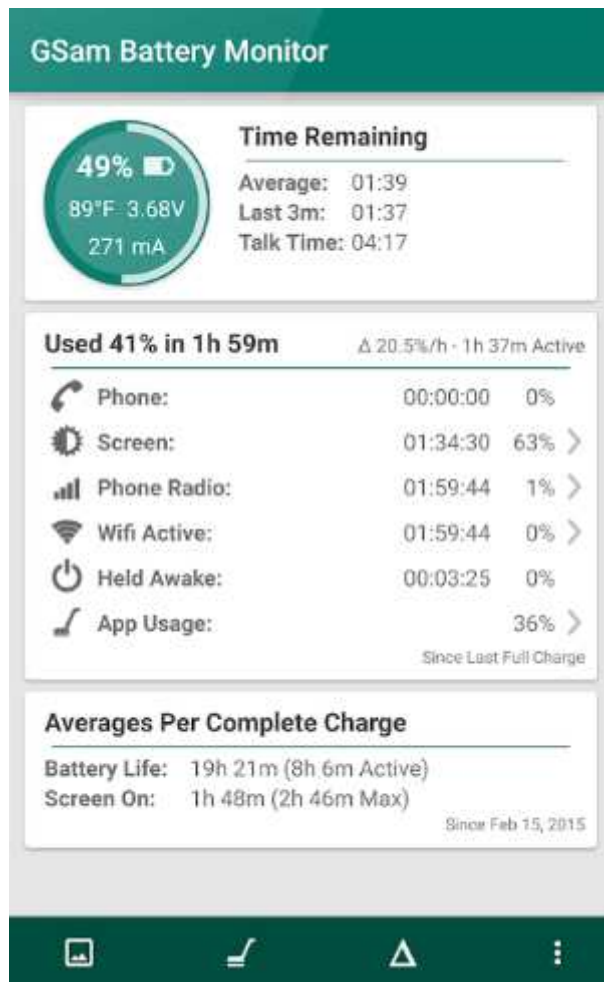 GSam Battery Monitor
49%
89°F 3.68V
271 mA
Time Remaining
Average: 01:39
Last 3m: 01:37
Talk Time: 04:17
Used 41% in 1h 59m Δ 20.5%/h - 1h 37m Active
Phone: 00:00:00 0%
Screen: 01:34:30 63%
Phone Radio: 01:59:44 1%
Wifi Active: 01:59:44 0%
Held Awake: 00:03:25 0%
App Usage: 36%
Since Last Full Charge
Averages Per Complete Charge
Battery Life: 19h 21m (8h 6m Active)
Screen On: 1h 48m (2h 46m Max)
Since Feb 15, 2015